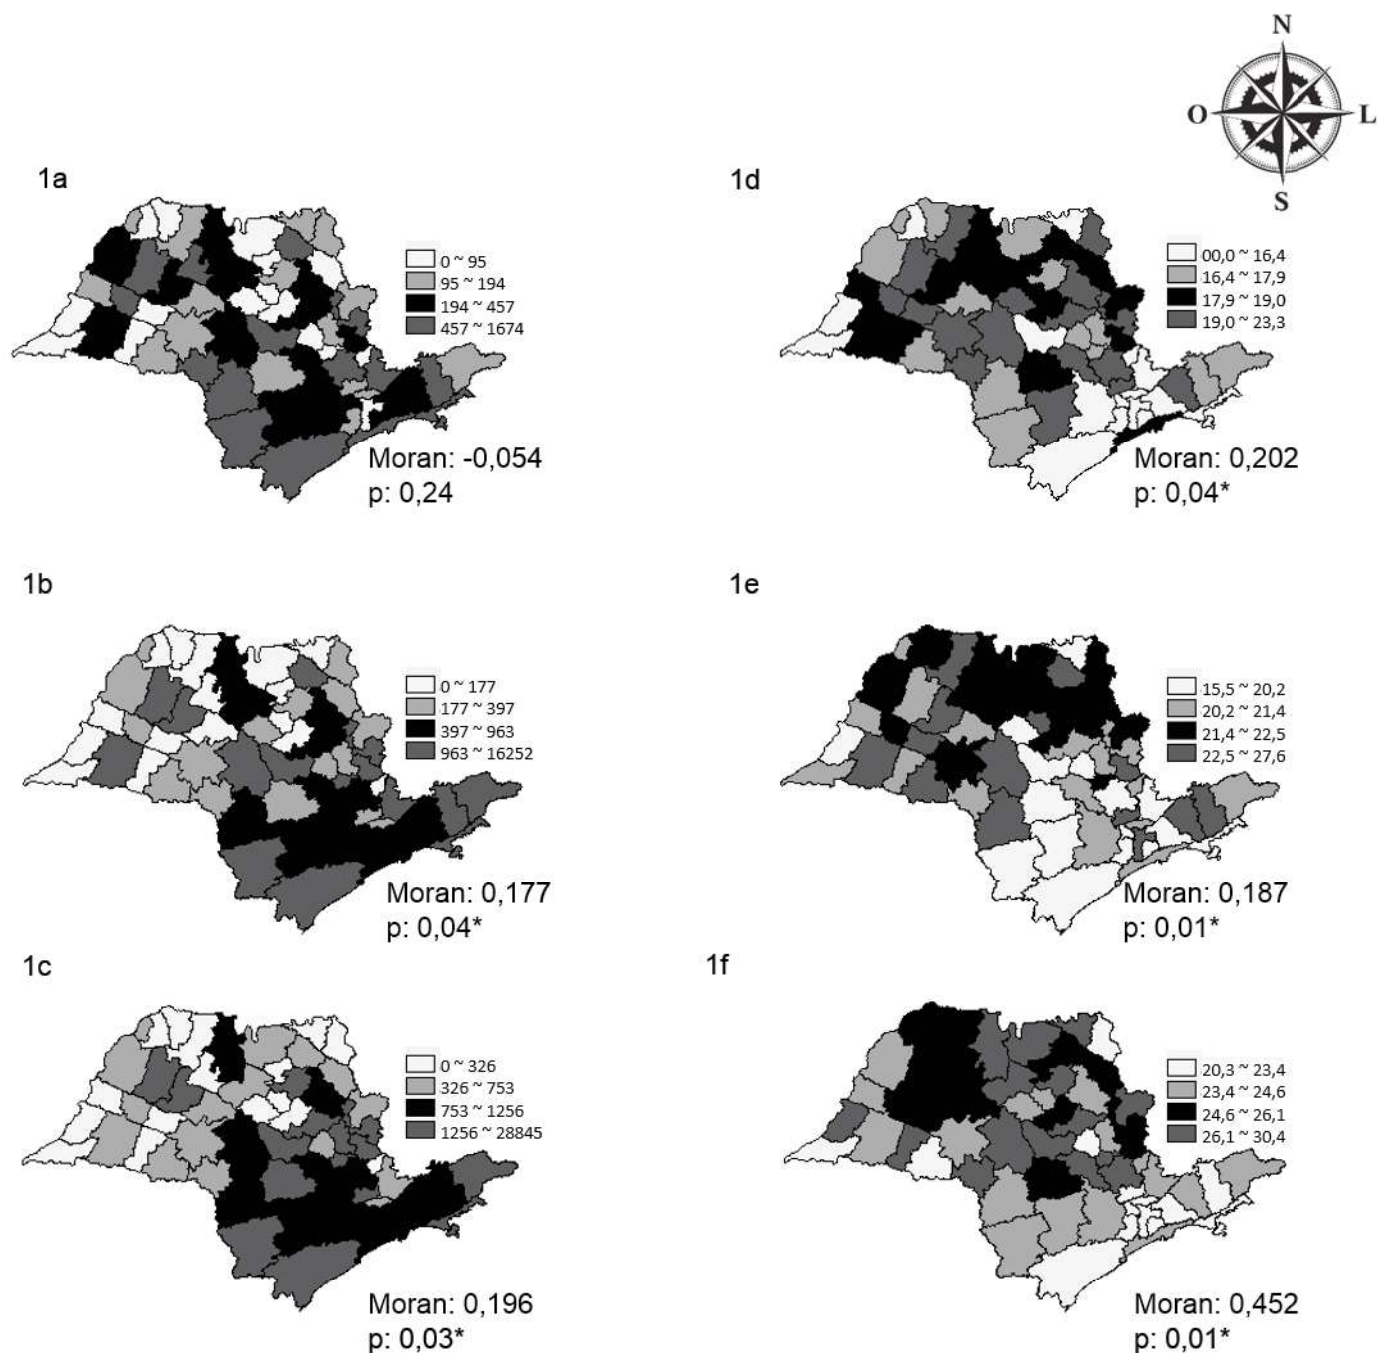 N
O
L
S
1a
0 ~ 95
95 ~ 194
194 ~ 457
457 ~ 1674
Moran: -0,054
p: 0,24
1d
00,0 ~ 16,4
16,4 ~ 17,9
17,9 ~ 19,0
19,0 ~ 23,3
Moran: 0,202
p: 0,04*
1b
0 ~ 177
177 ~ 397
397 ~ 963
963 ~ 16252
Moran: 0,177
p: 0,04*
1e
15,5 ~ 20,2
20,2 ~ 21,4
21,4 ~ 22,5
22,5 ~ 27,6
Moran: 0,187
p: 0,01*
1c
0 ~ 326
326 ~ 753
753 ~ 1256
1256 ~ 28845
Moran: 0,196
p: 0,03*
1f
20,3 ~ 23,4
23,4 ~ 24,6
24,6 ~ 26,1
26,1 ~ 30,4
Moran: 0,452
p: 0,01*